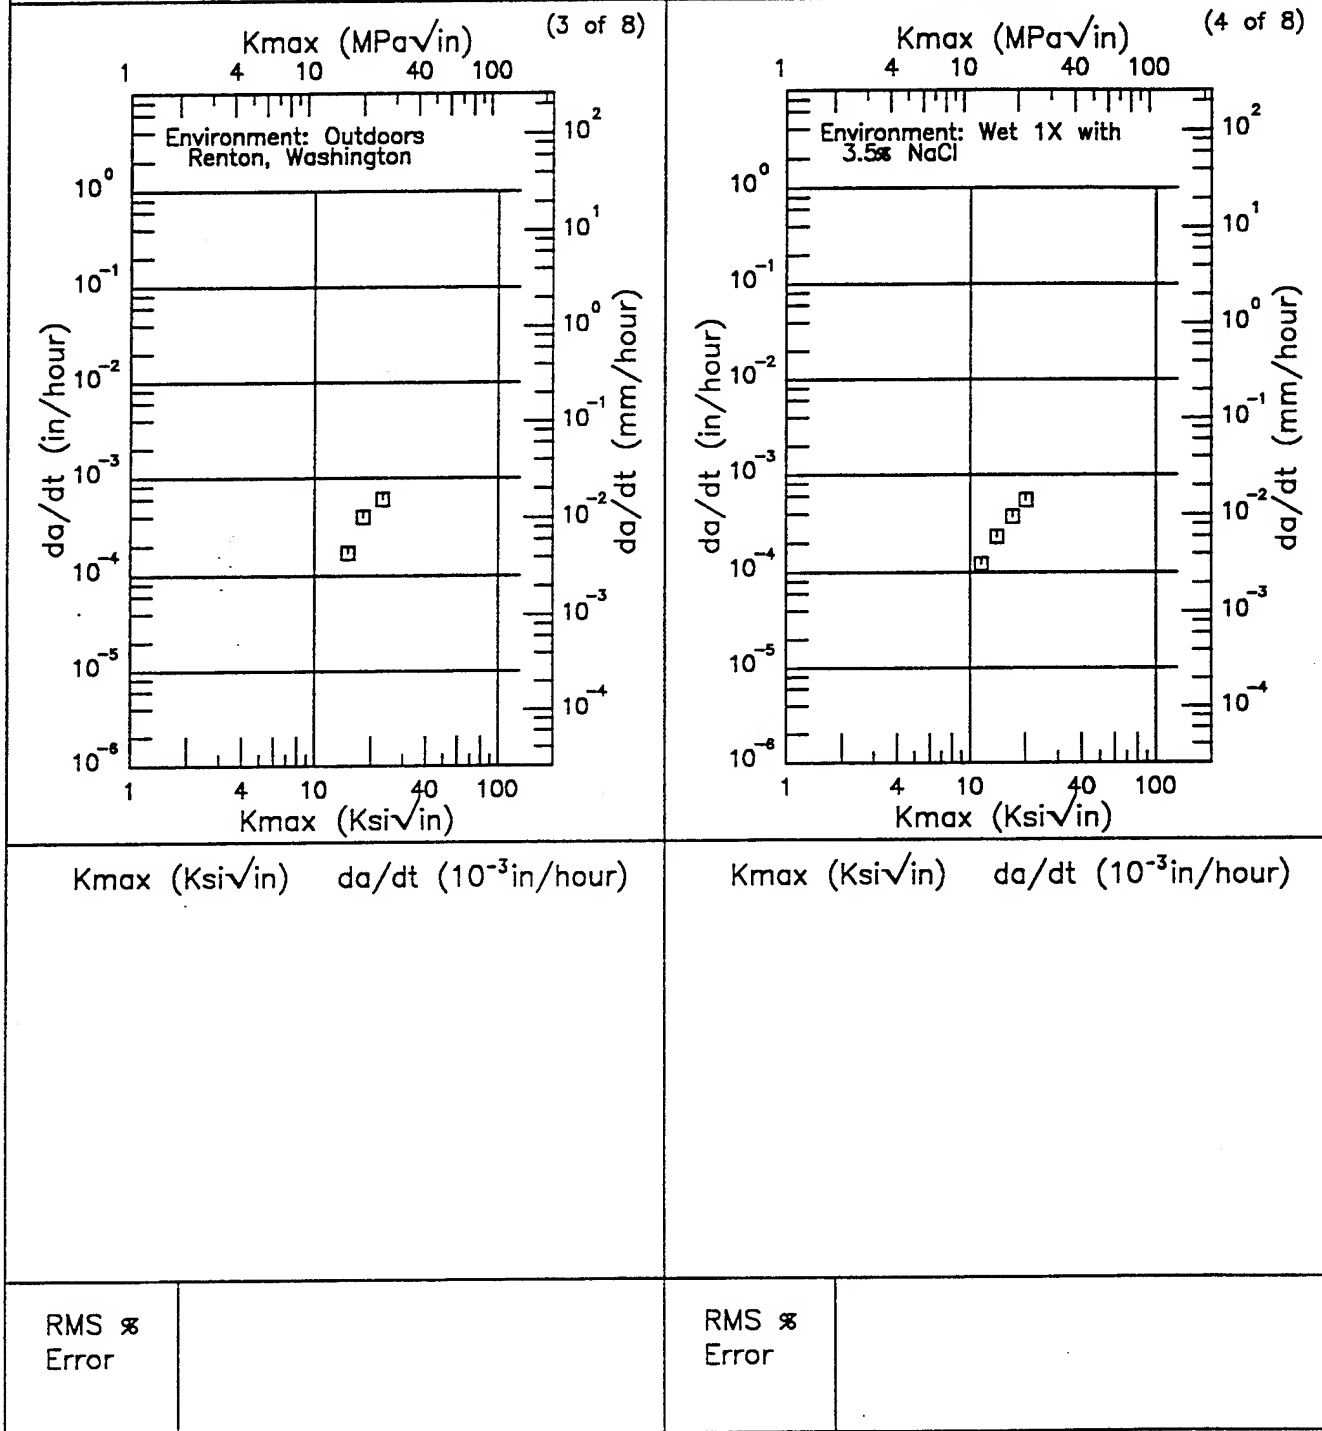 (3 of 8)
Kmax (MPa√in)
1 4 10 40 100
Environment: Outdoors
Renton, Washington
10⁰
10⁻¹
10⁻²
10⁻³
10⁻⁴
10⁻⁵
10⁻⁶
da/dt (in/hour)
10²
10¹
10⁰
10⁻¹
10⁻²
10⁻³
10⁻⁴
da/dt (mm/hour)
1 4 10 40 100
Kmax (Ksi√in)
Kmax (Ksi√in) da/dt (10⁻³in/hour)
RMS %
Error
(4 of 8)
Kmax (MPa√in)
1 4 10 40 100
Environment: Wet 1X with
3.5% NaCl
10⁰
10⁻¹
10⁻²
10⁻³
10⁻⁴
10⁻⁵
10⁻⁶
da/dt (in/hour)
10²
10¹
10⁰
10⁻¹
10⁻²
10⁻³
10⁻⁴
da/dt (mm/hour)
1 4 10 40 100
Kmax (Ksi√in)
Kmax (Ksi√in) da/dt (10⁻³in/hour)
RMS %
Error